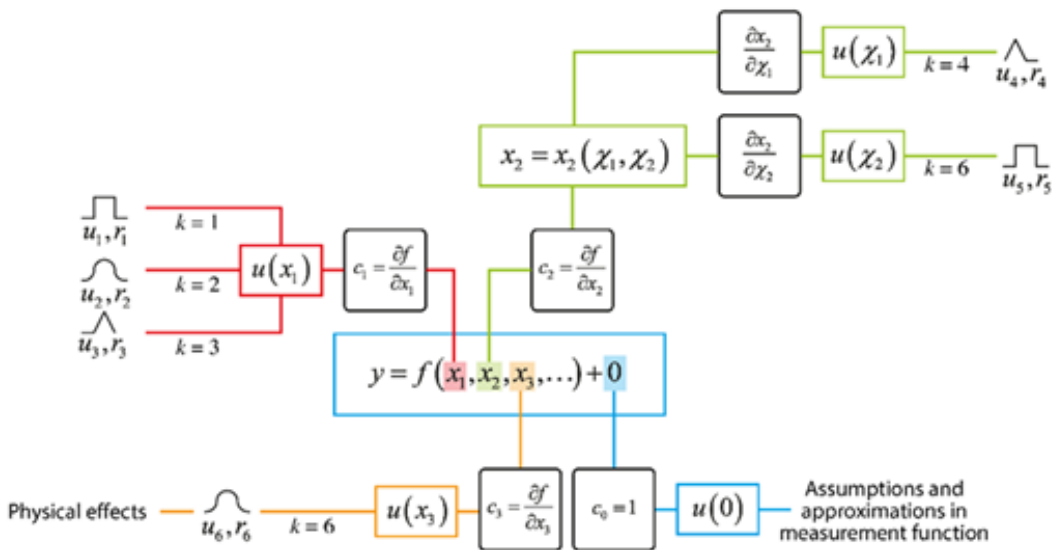 ∂x₂/∂χ₁
u(χ₁)
k = 4
u₄, r₄
x₂ = x₂(χ₁, χ₂)
∂x₂/∂χ₂
u(χ₂)
k = 6
u₅, r₅
k = 1
u₁, r₁
u(x₁)
c₁ = ∂f/∂x₁
c₂ = ∂f/∂x₂
k = 2
u₂, r₂
k = 3
u₃, r₃
y = f(x₁, x₂, x₃, ...) + 0
Physical effects
u₆, r₆
k = 6
u(x₃)
c₃ = ∂f/∂x₃
c₀ = 1
u(0)
Assumptions and
approximations in
measurement function